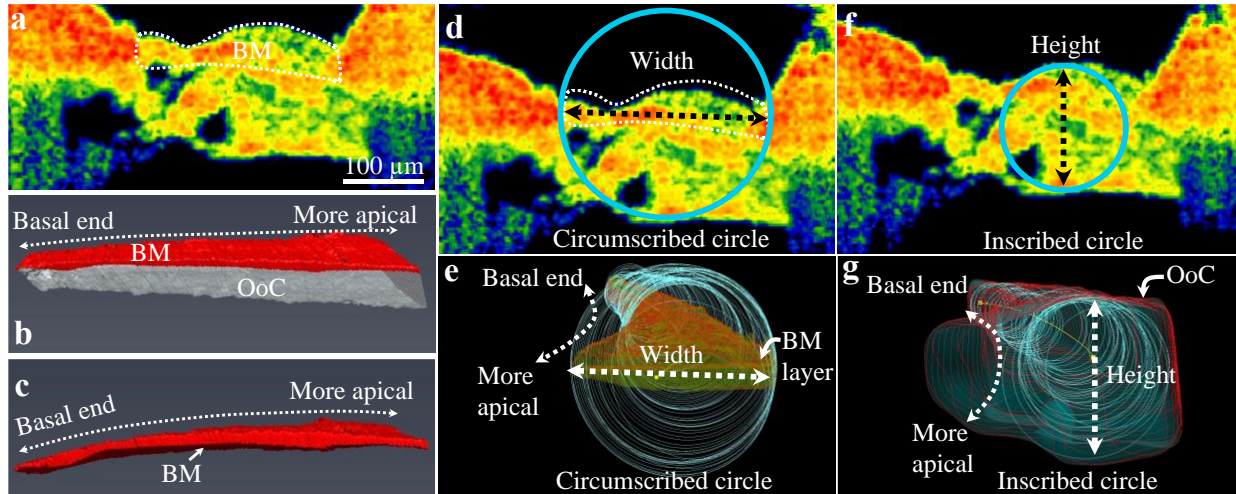 a
BM
100 µm
Basal end
More apical
BM
OoC
b
c
More apical
Basal end
BM
d
Width
Circumscribed circle
e
Basal end
BM
layer
Width
More
apical
Circumscribed circle
f
Height
Inscribed circle
g
OoC
Basal end
Height
More
apical
Inscribed circle